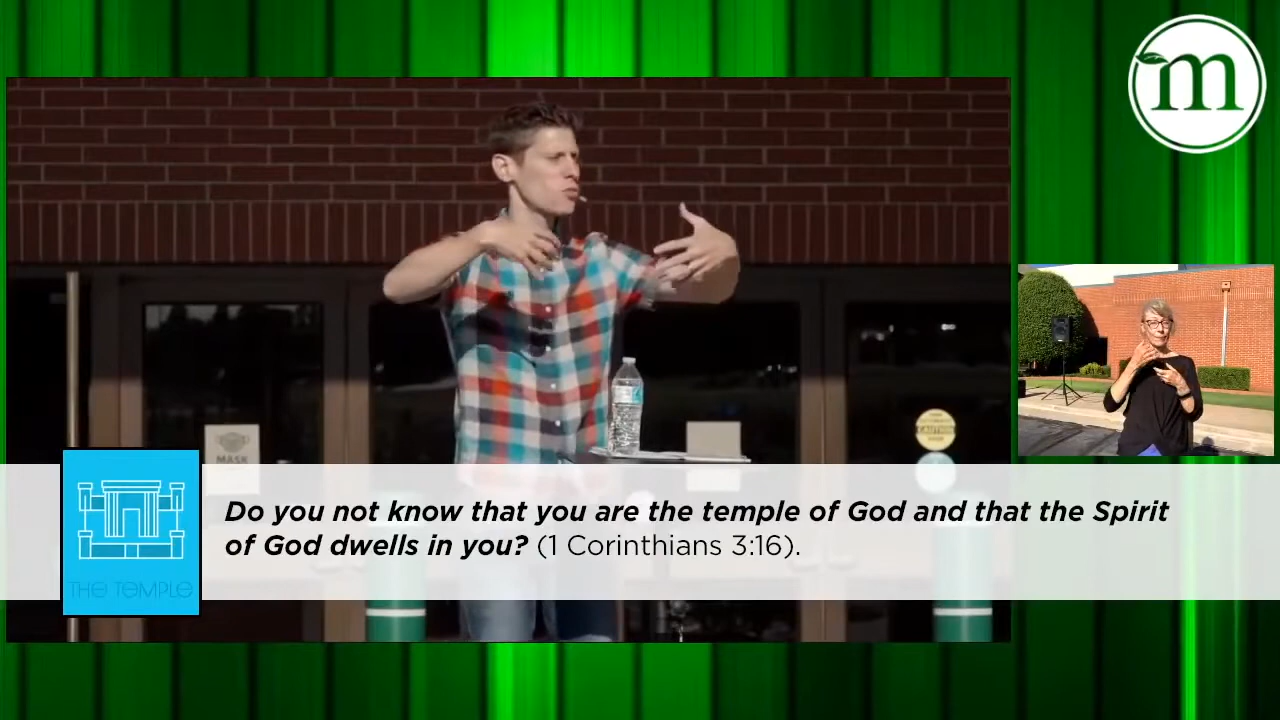 m
MASK
CAUTION
Do you not know that you are the temple of God and that the Spirit
of God dwells in you? (1 Corinthians 3:16).
THE TEMPLE